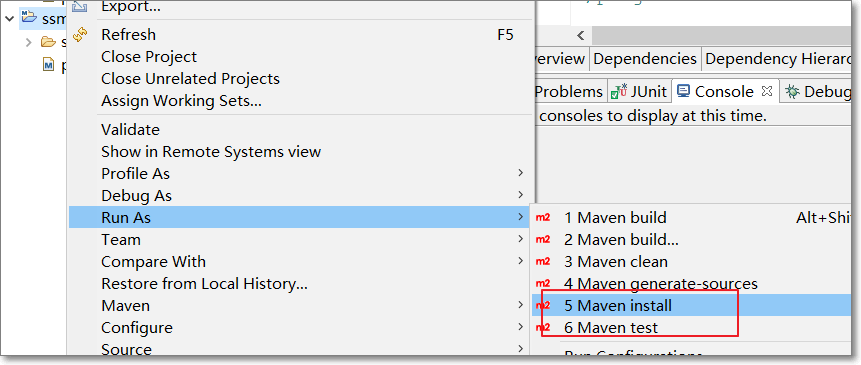 Export...
ssm
Refresh F5
Close Project
Close Unrelated Projects
Assign Working Sets...
Overview Dependencies Dependency Hierarc
Problems JUnit Console Debug
consoles to display at this time.
Validate
Show in Remote Systems view
Profile As
Debug As
Run As
Team
Compare With
Restore from Local History...
Maven
Configure
Source
m2 1 Maven build Alt+Shif
m2 2 Maven build...
m2 3 Maven clean
m2 4 Maven generate-sources
m2 5 Maven install
m2 6 Maven test
Run Configurations...